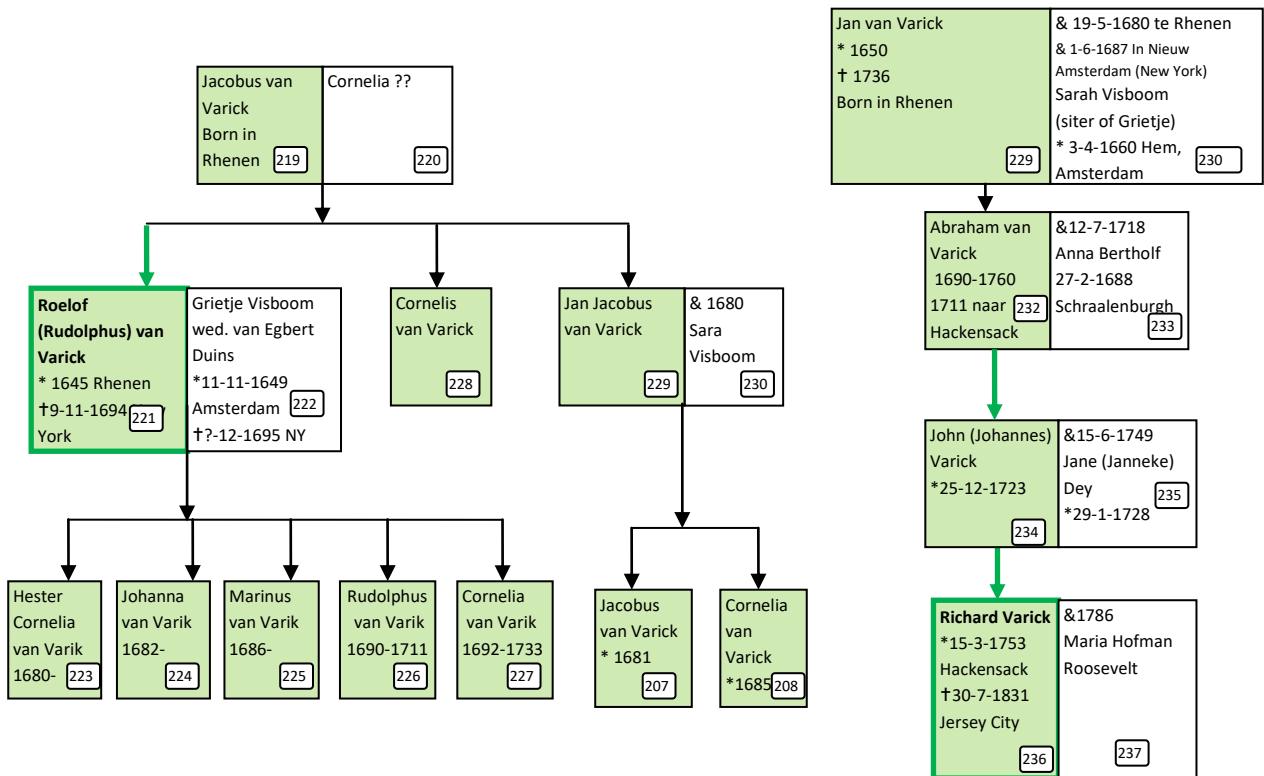 Jacobus van
Varick
Born in
Rhenen
219
Cornelia ??
220
Roelof
(Rudolphus) van
Varick
* 1645 Rhenen
✝9-11-1694
York
221
Grietje Visboom
wed. van Egbert
Duins
*11-11-1649
Amsterdam
✝?-12-1695 NY
222
Cornelis
van Varick
228
Jan Jacobus
van Varick
229
& 1680
Sara
Visboom
230
Hester
Cornelia
van Varik
1680-
223
Johanna
van Varik
1682-
224
Marinus
van Varik
1686-
225
Rudolphus
van Varik
1690-1711
226
Cornelia
van Varik
1692-1733
227
Jacobus
van Varick
* 1681
207
Cornelia
van
Varick
*1685
208
Jan van Varick
* 1650
✝ 1736
Born in Rhenen
229
& 19-5-1680 te Rhenen
& 1-6-1687 In Nieuw
Amsterdam (New York)
Sarah Visboom
(siter of Grietje)
* 3-4-1660 Hem,
Amsterdam
230
Abraham van
Varick
1690-1760
1711 naar
Hackensack
232
&12-7-1718
Anna Bertholf
27-2-1688
Schraalenburgh
233
John (Johannes)
Varick
*25-12-1723
234
&15-6-1749
Jane (Janneke)
Dey
*29-1-1728
235
Richard Varick
*15-3-1753
Hackensack
✝30-7-1831
Jersey City
236
&1786
Maria Hofman
Roosevelt
237